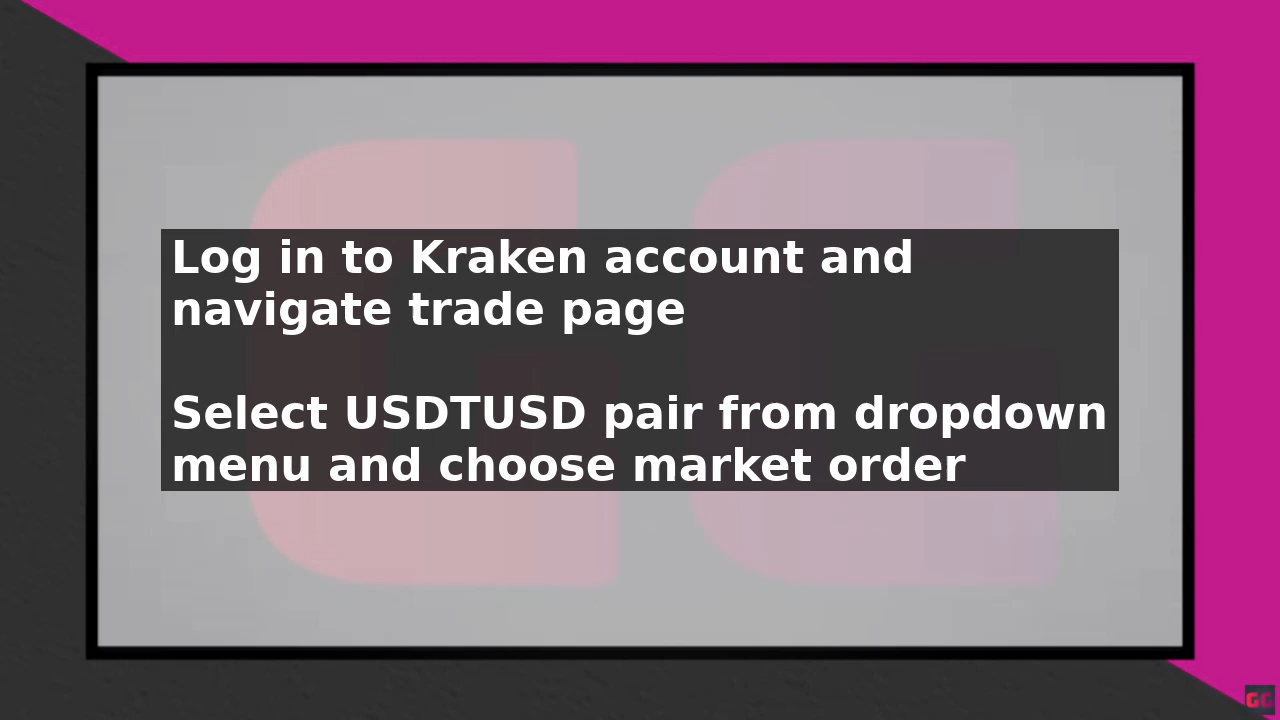 Log in to Kraken account and
navigate trade page
Select USDTUSD pair from dropdown
menu and choose market order
GG